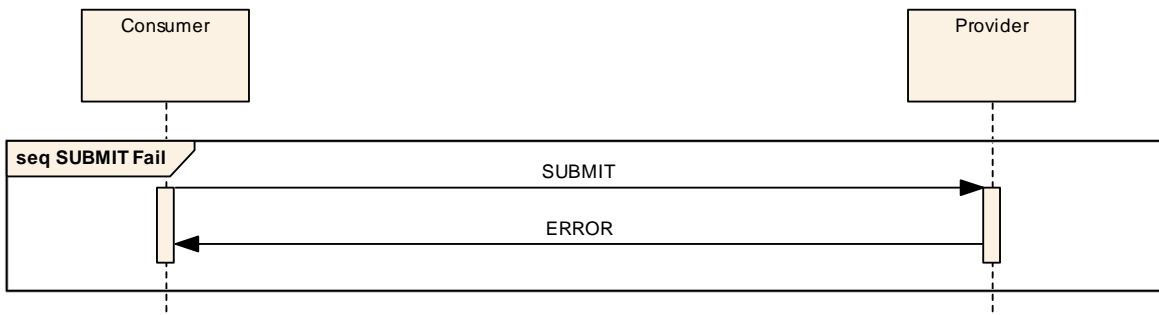 Consumer
Provider
seq SUBMIT Fail
SUBMIT
ERROR